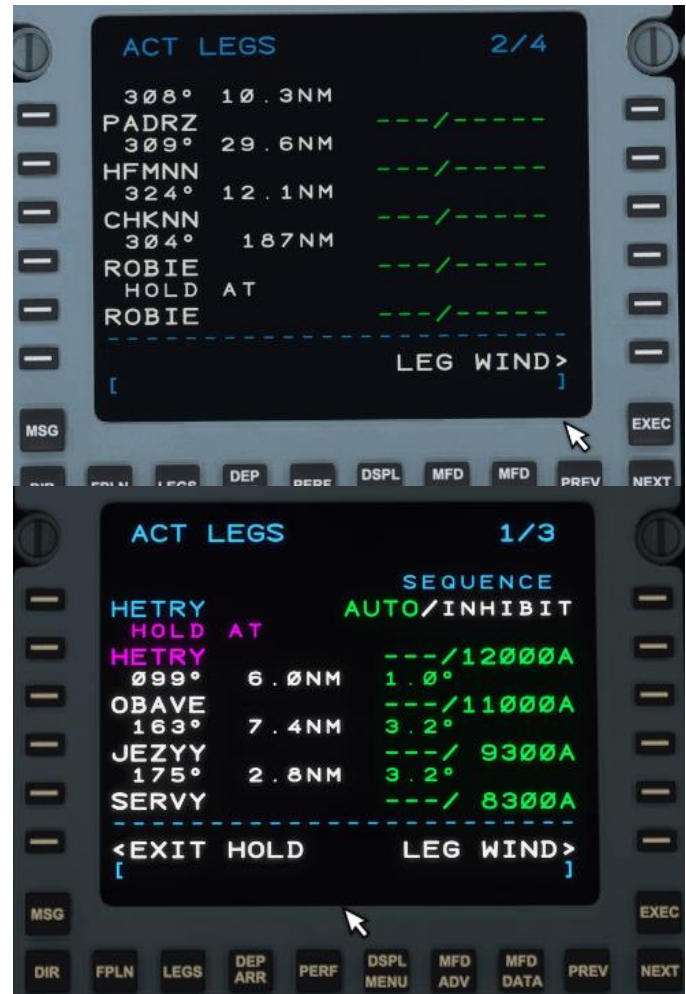 ACT LEGS 2/4
308° 10.3NM
PADRZ ---/-----
309° 29.6NM
HFMNN ---/-----
324° 12.1NM
CHKNN ---/-----
304° 187NM
ROBIE ---/-----
HOLD AT
ROBIE ---/-----
LEG WIND>
[ ]
MSG EXEC
DIR FPLN LEGS DEP PERF DSPL MFD MFD PREV NEXT
ACT LEGS 1/3
SEQUENCE
HETRY AUTO/INHIBIT
HOLD AT
HETRY ---/12000A
099° 6.0NM 1.0°
OBAVE ---/11000A
163° 7.4NM 3.2°
JEZYY ---/ 9300A
175° 2.8NM 3.2°
SERVY ---/ 8300A
<EXIT HOLD LEG WIND>
[ ]
MSG EXEC
DIR FPLN LEGS DEP ARR PERF DSPL MENU MFD ADV MFD DATA PREV NEXT